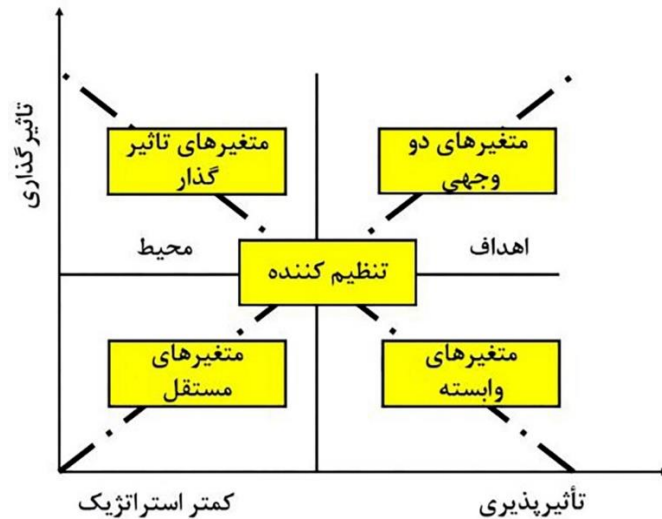 تاثیرگذاری
متغیرهای دو
وجهی
متغیرهای تاثیر
گذار
اهداف
محیط
تنظیم کننده
متغیرهای
وابسته
متغیرهای
مستقل
تأثیرپذیری
کمتر استراتژیک